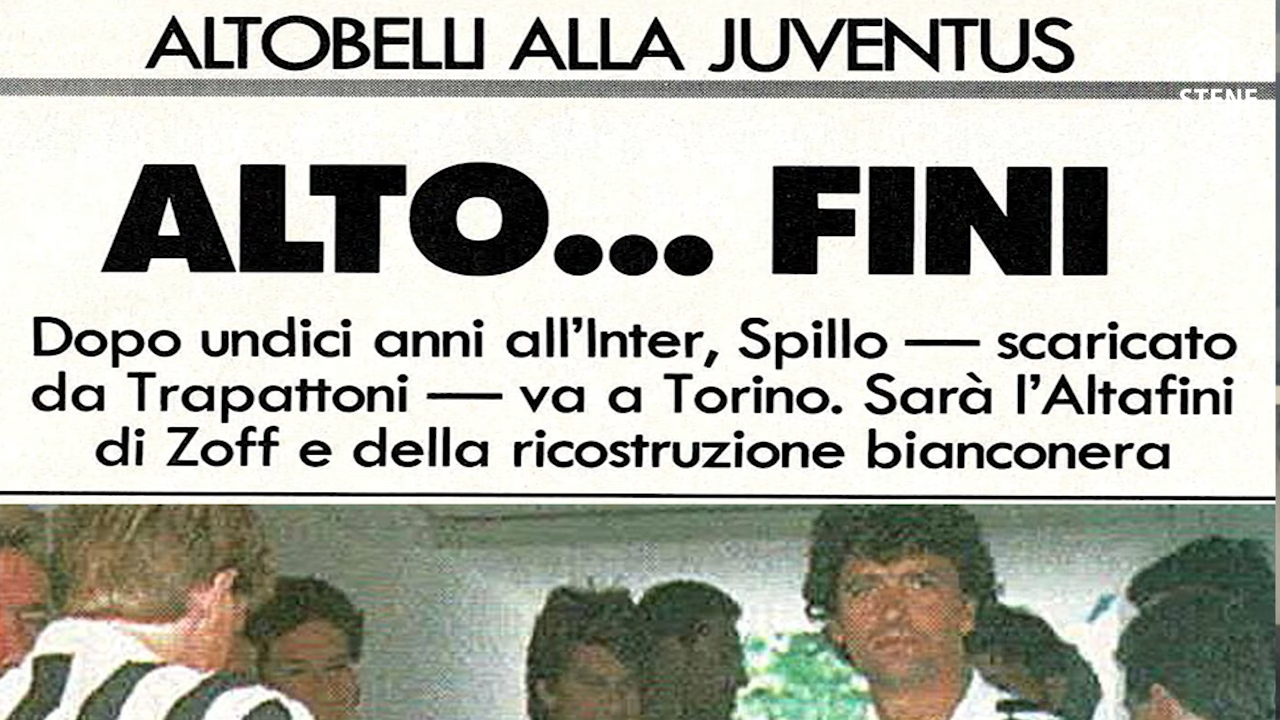 ALTOBELLI ALLA JUVENTUS
STENE
ALTO... FINI
Dopo undici anni all'Inter, Spillo — scaricato
da Trapattoni — va a Torino. Sarà l'Altafini
di Zoff e della ricostruzione bianconera